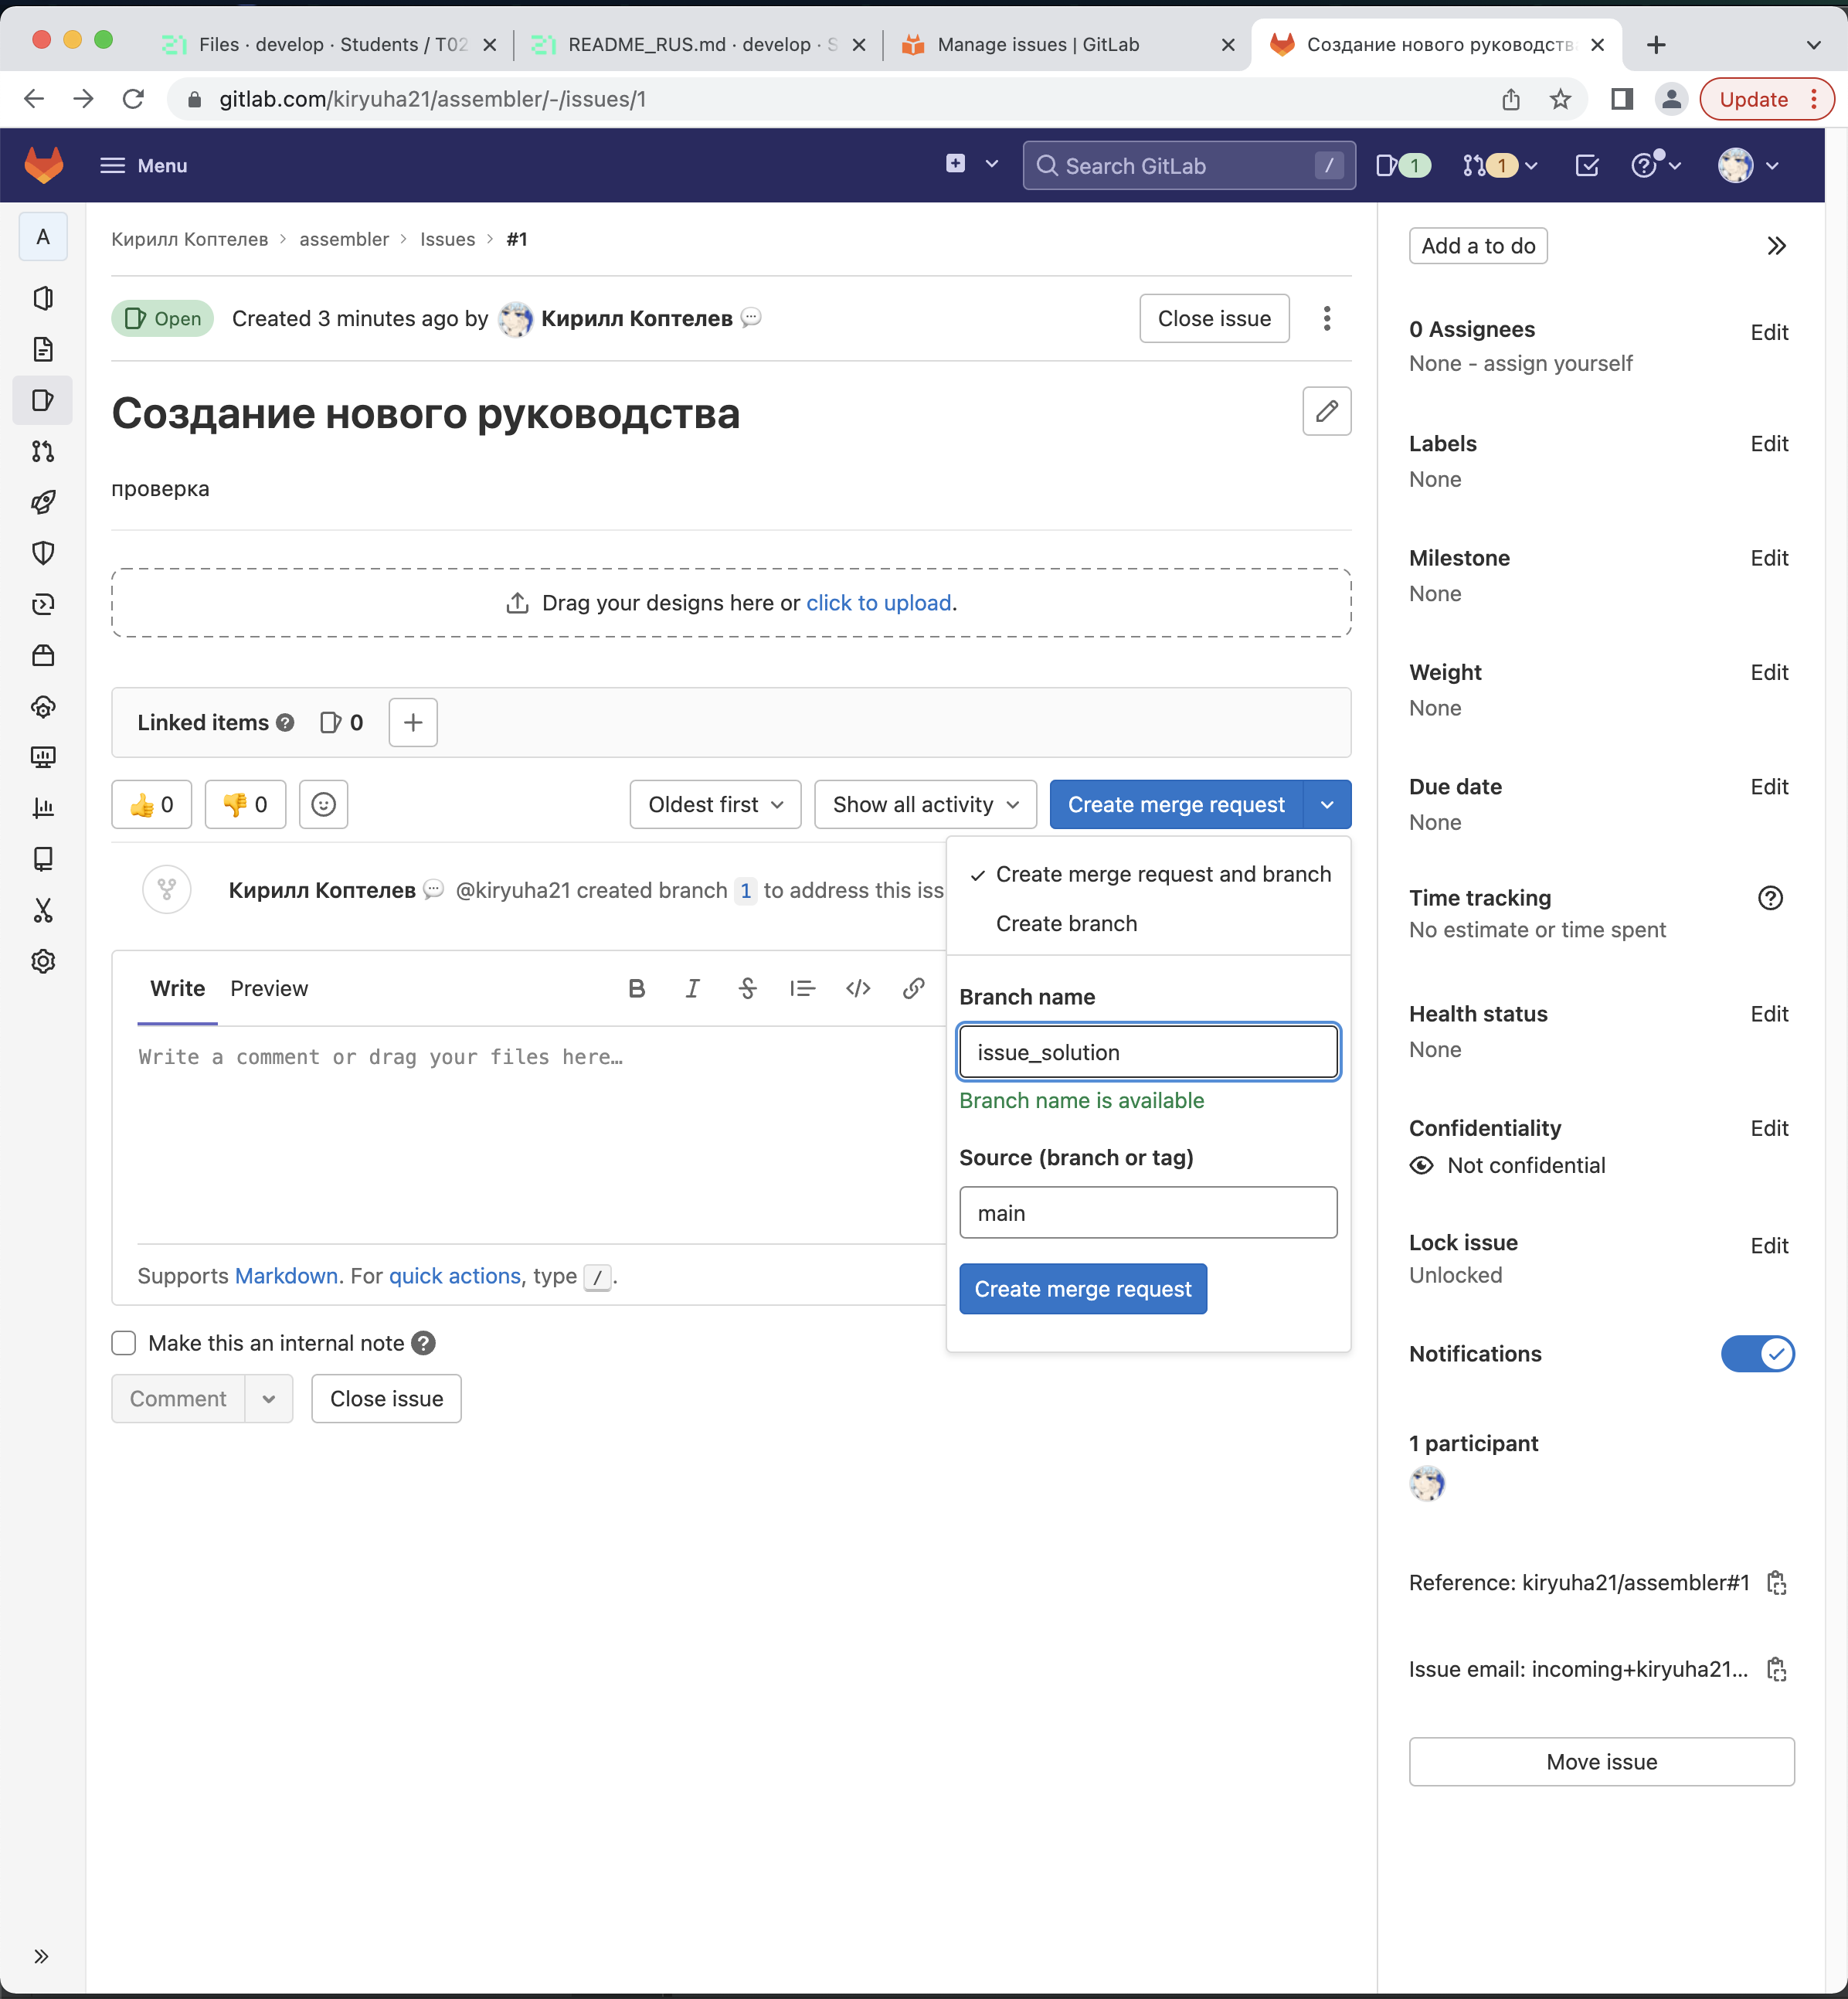 Files · develop · Students / T02
README_RUS.md · develop · S
Manage issues | GitLab
Создание нового руководств
gitlab.com/kiryuha21/assembler/-/issues/1
Update
Menu
Search GitLab
/
1
1
A
Кирилл Коптелев > assembler > Issues > #1
Open
Created 3 minutes ago by Кирилл Коптелев
Close issue
Создание нового руководства
проверка
Drag your designs here or click to upload.
Linked items
0
0
0
Oldest first
Show all activity
Create merge request
Кирилл Коптелев @kiryuha21 created branch 1 to address this iss
Create merge request and branch
Create branch
Branch name
issue_solution
Branch name is available
Source (branch or tag)
main
Create merge request
Write
Preview
Write a comment or drag your files here…
Supports Markdown. For quick actions, type /.
Make this an internal note
Comment
Close issue
Add a to do
0 Assignees
Edit
None - assign yourself
Labels
Edit
None
Milestone
Edit
None
Weight
Edit
None
Due date
Edit
None
Time tracking
No estimate or time spent
Health status
Edit
None
Confidentiality
Edit
Not confidential
Lock issue
Edit
Unlocked
Notifications
1 participant
Reference: kiryuha21/assembler#1
Issue email: incoming+kiryuha21...
Move issue